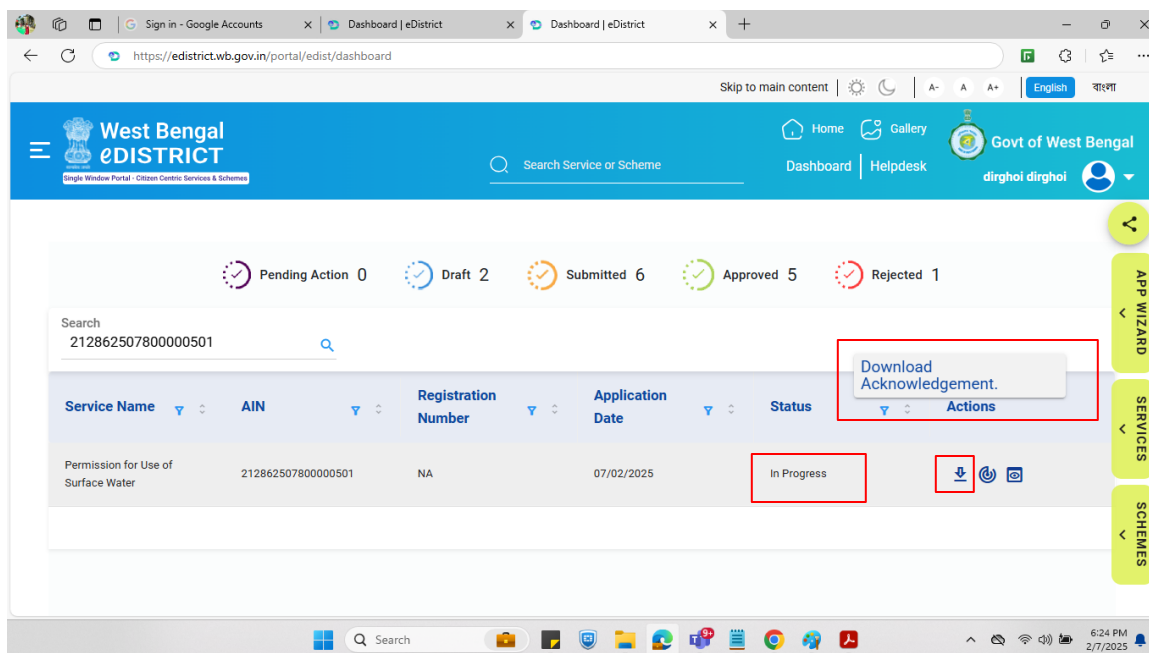 Sign in - Google Accounts
Dashboard | eDistrict
Dashboard | eDistrict
https://edistrict.wb.gov.in/portal/edist/dashboard
Skip to main content
A-
A
A+
English
বাংলা
West Bengal
eDISTRICT
Single Window Portal - Citizen Centric Services & Schemes
Search Service or Scheme
Home
Gallery
Dashboard
Helpdesk
Govt of West Bengal
dirghoi dirghoi
Pending Action 0
Draft 2
Submitted 6
Approved 5
Rejected 1
APP WIZARD
SERVICES
SCHEMES
Search
212862507800000501
Download
Acknowledgement.
Service Name
AIN
Registration
Number
Application
Date
Status
Actions
Permission for Use of
Surface Water
212862507800000501
NA
07/02/2025
In Progress
Search
9+
6:24 PM
2/7/2025